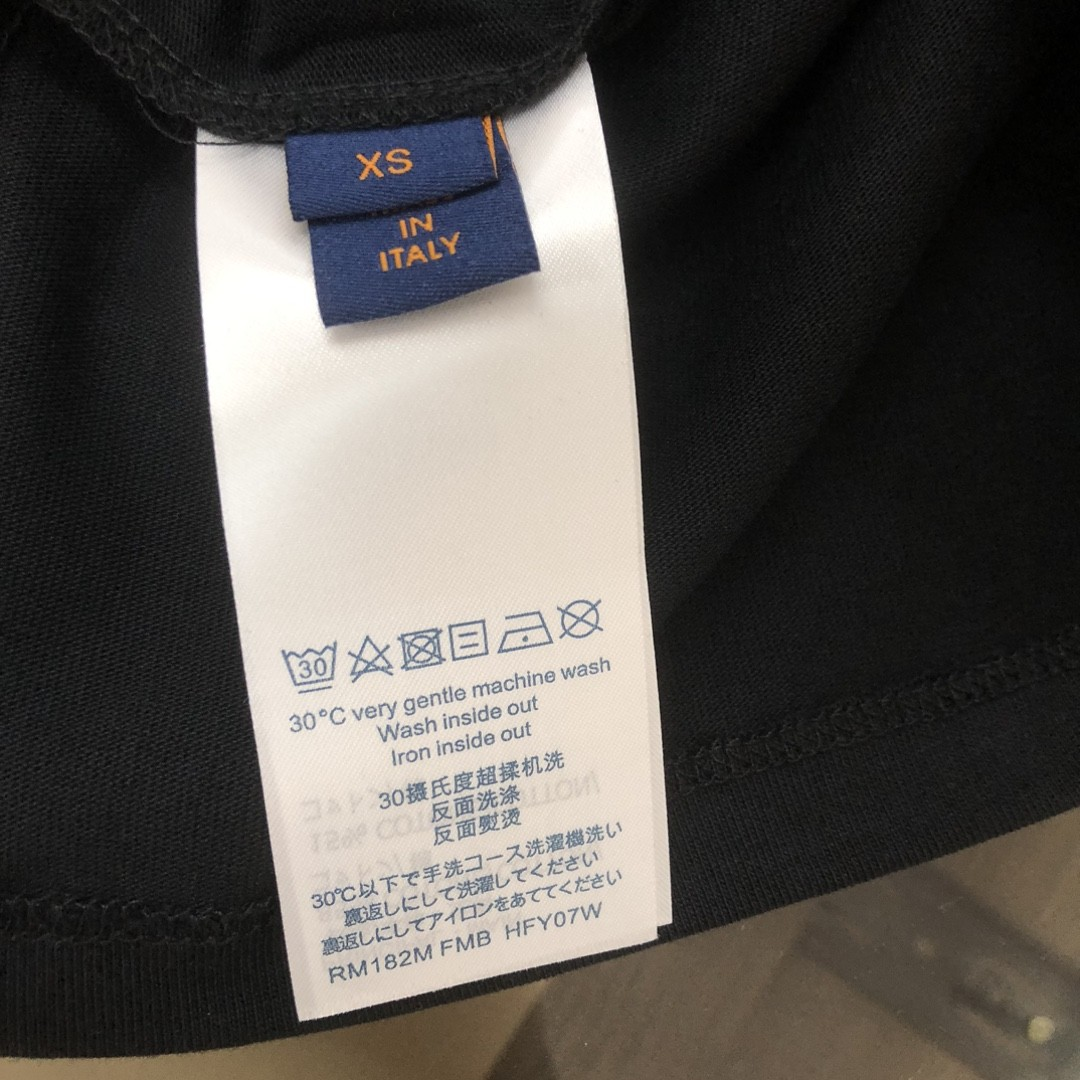 XS
IN
ITALY
30
30°C very gentle machine wash
Wash inside out
Iron inside out
30摄氏度超揉机洗
反面洗涤
反面熨烫
30℃以下で手洗コース洗濯機洗い
裏返しにして洗濯してください
裏返しにしてアイロンをあててください
RM182M FMB HFY07W